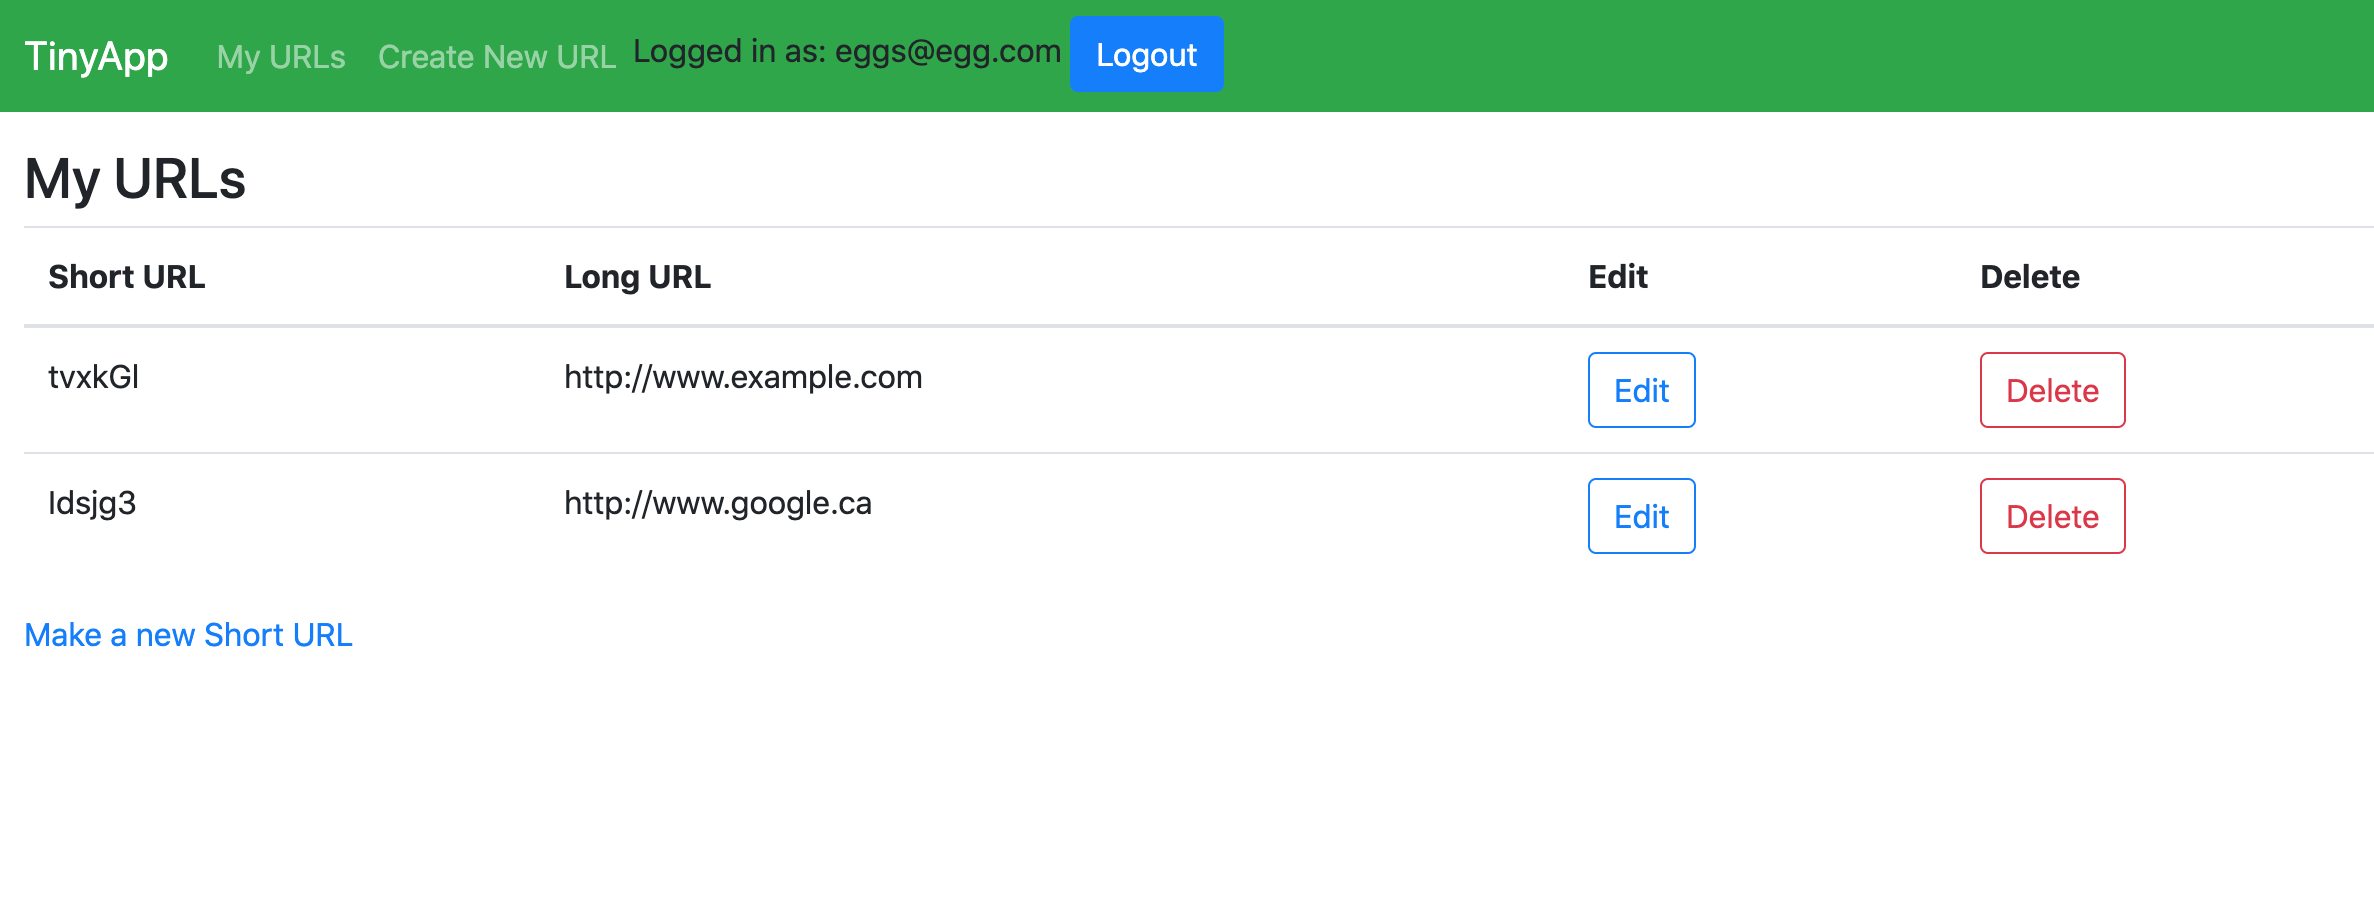 TinyApp My URLs Create New URL Logged in as: eggs@egg.com Logout
My URLs
Short URL Long URL Edit Delete
tvxkGl http://www.example.com Edit Delete
ldsjg3 http://www.google.ca Edit Delete
Make a new Short URL